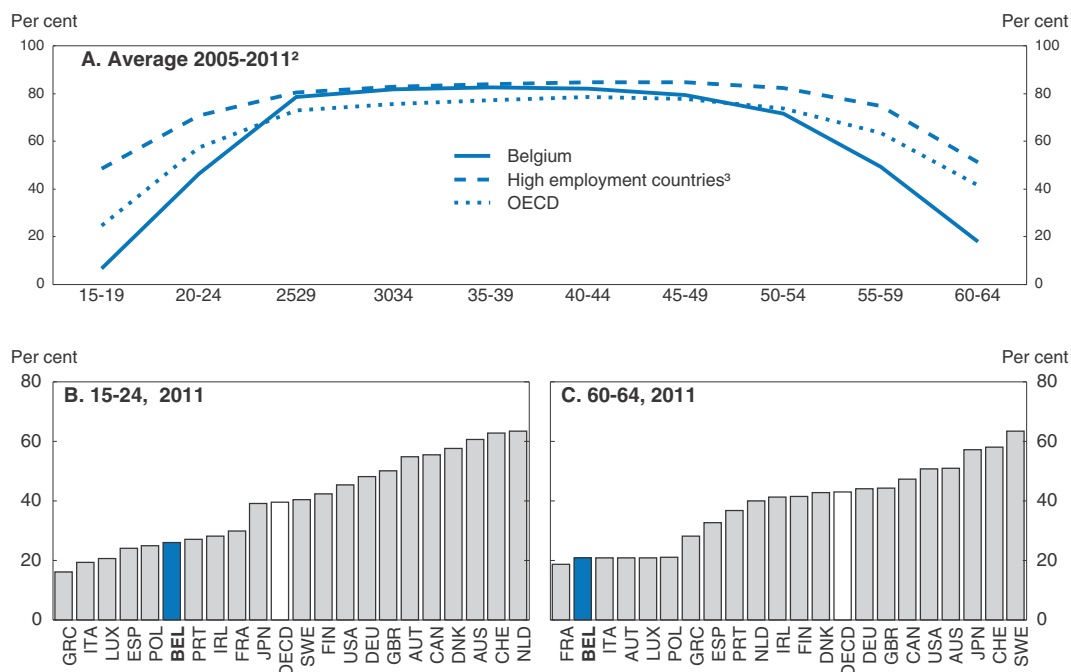 Per cent Per cent
A. Average 2005-2011²
100 100
80 80
60 60
40 40
20 20
0 0
Belgium
High employment countries³
OECD
15-19 20-24 2529 3034 35-39 40-44 45-49 50-54 55-59 60-64
Per cent Per cent
B. 15-24, 2011
80
60
40
20
0
GRC ITA LUX ESP POL BEL PRT IRL FRA JPN OECD SWE FIN USA DEU GBR AUT CAN DNK AUS CHE NLD
C. 60-64, 2011
80
60
40
20
0
FRA BEL ITA AUT LUX POL GRC ESP PRT NLD IRL FIN DNK OECD DEU GBR CAN USA AUS JPN CHE SWE